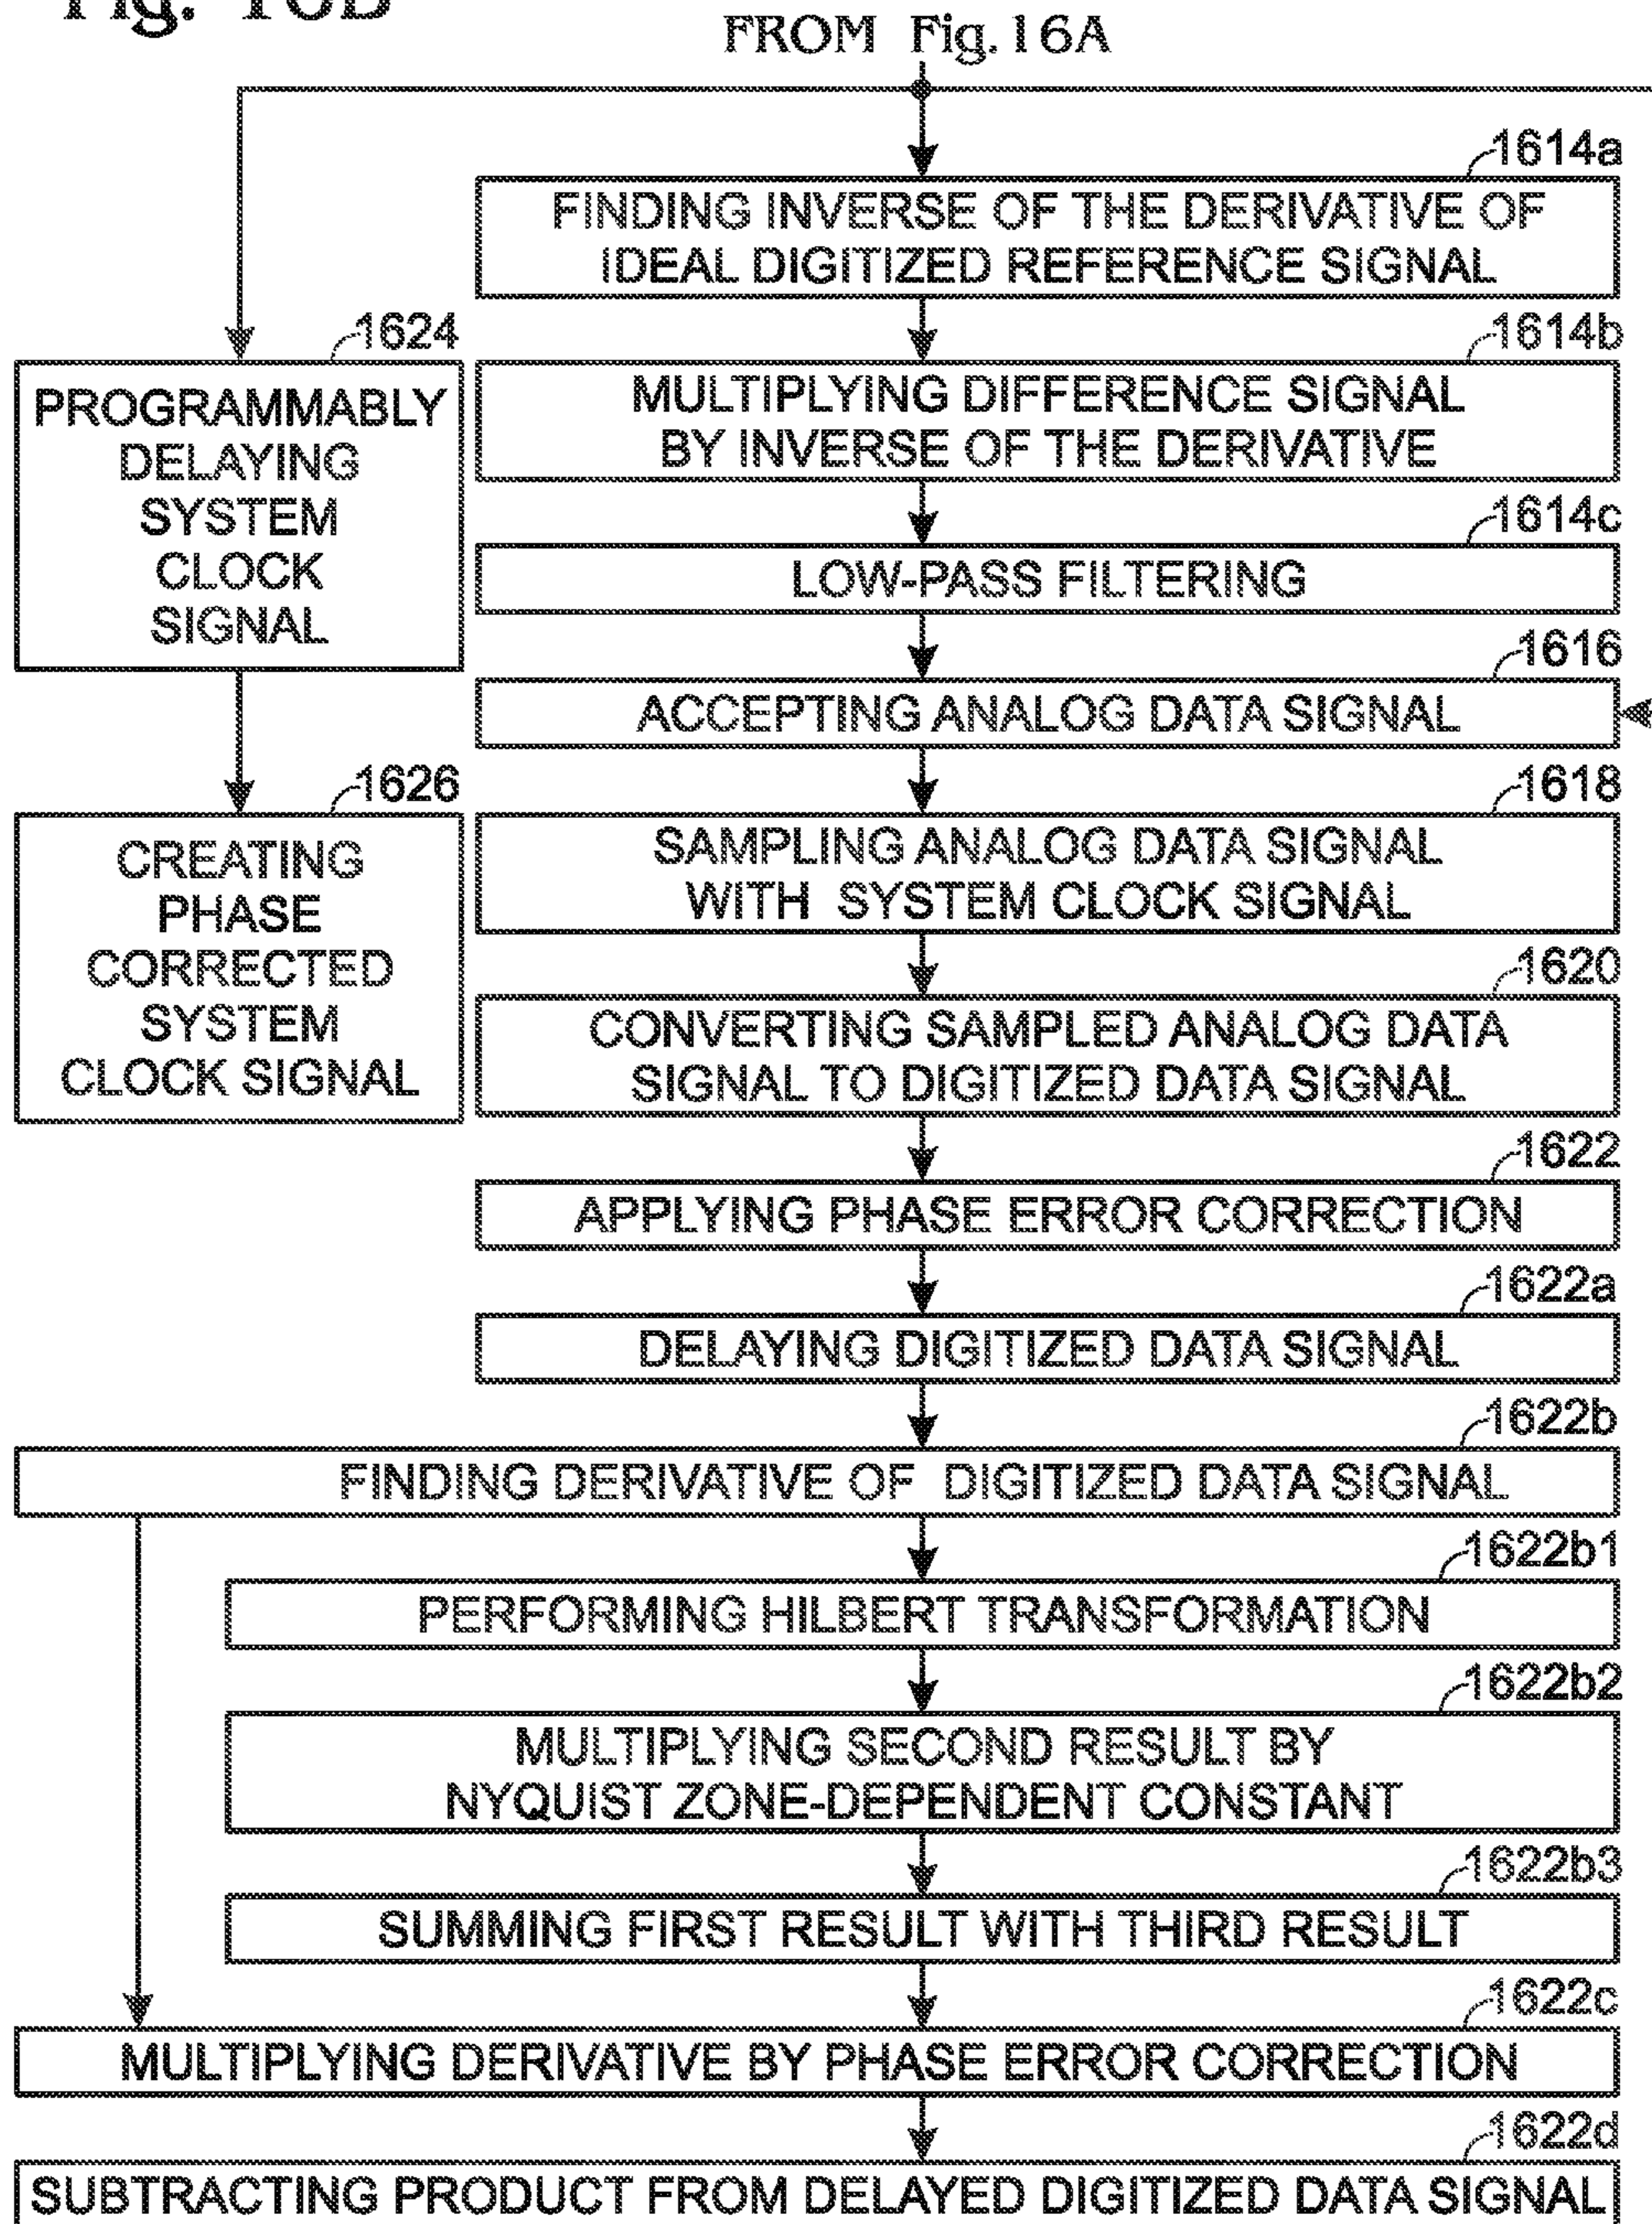 Fig. 16B
FROM Fig. 16A
1614a
FINDING INVERSE OF THE DERIVATIVE OF
IDEAL DIGITIZED REFERENCE SIGNAL
1624
PROGRAMMABLY
DELAYING
SYSTEM
CLOCK
SIGNAL
1614b
MULTIPLYING DIFFERENCE SIGNAL
BY INVERSE OF THE DERIVATIVE
1614c
LOW-PASS FILTERING
1616
ACCEPTING ANALOG DATA SIGNAL
1626
CREATING
PHASE
CORRECTED
SYSTEM
CLOCK SIGNAL
1618
SAMPLING ANALOG DATA SIGNAL
WITH SYSTEM CLOCK SIGNAL
1620
CONVERTING SAMPLED ANALOG DATA
SIGNAL TO DIGITIZED DATA SIGNAL
1622
APPLYING PHASE ERROR CORRECTION
1622a
DELAYING DIGITIZED DATA SIGNAL
1622b
FINDING DERIVATIVE OF DIGITIZED DATA SIGNAL
1622b1
PERFORMING HILBERT TRANSFORMATION
1622b2
MULTIPLYING SECOND RESULT BY
NYQUIST ZONE-DEPENDENT CONSTANT
1622b3
SUMMING FIRST RESULT WITH THIRD RESULT
1622c
MULTIPLYING DERIVATIVE BY PHASE ERROR CORRECTION
1622d
SUBTRACTING PRODUCT FROM DELAYED DIGITIZED DATA SIGNAL